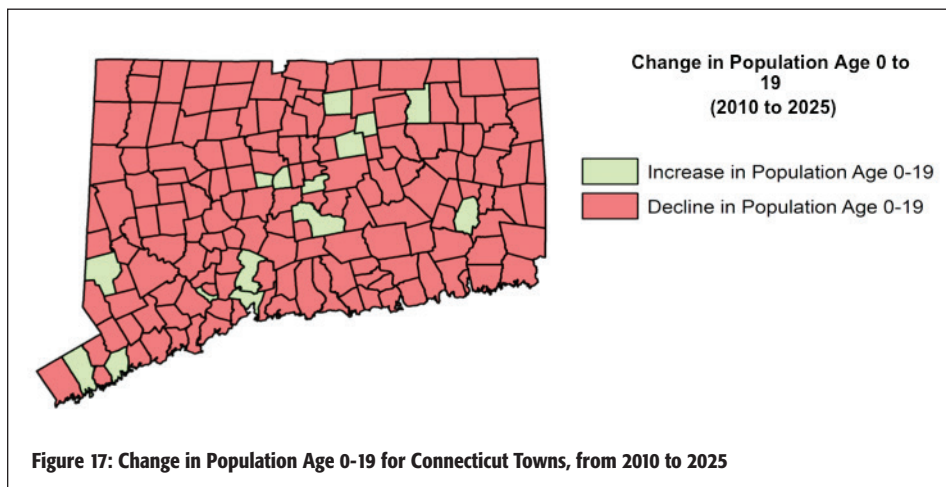 Change in Population Age 0 to
19
(2010 to 2025)
Increase in Population Age 0-19
Decline in Population Age 0-19
Figure 17: Change in Population Age 0-19 for Connecticut Towns, from 2010 to 2025